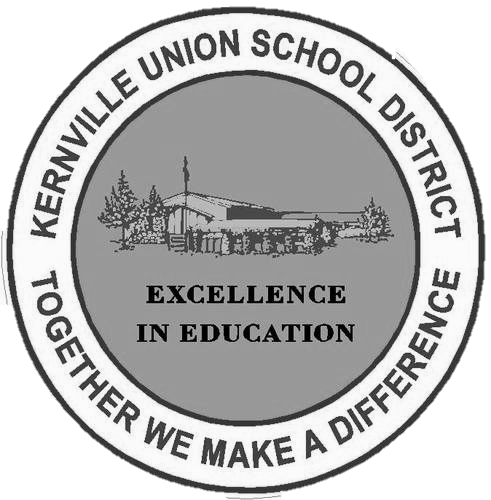 KERNVILLE UNION SCHOOL DISTRICT
EXCELLENCE
IN EDUCATION
TOGETHER WE MAKE A DIFFERENCE